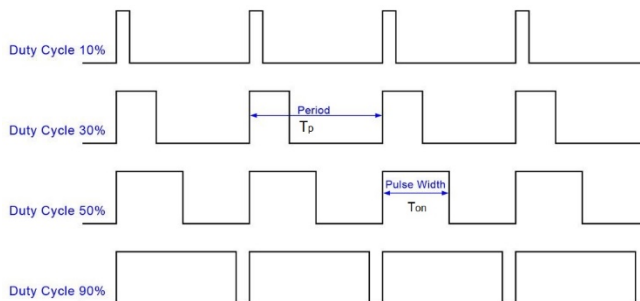 Duty Cycle 10%
Duty Cycle 30%
Period
Tp
Duty Cycle 50%
Pulse Width
Ton
Duty Cycle 90%